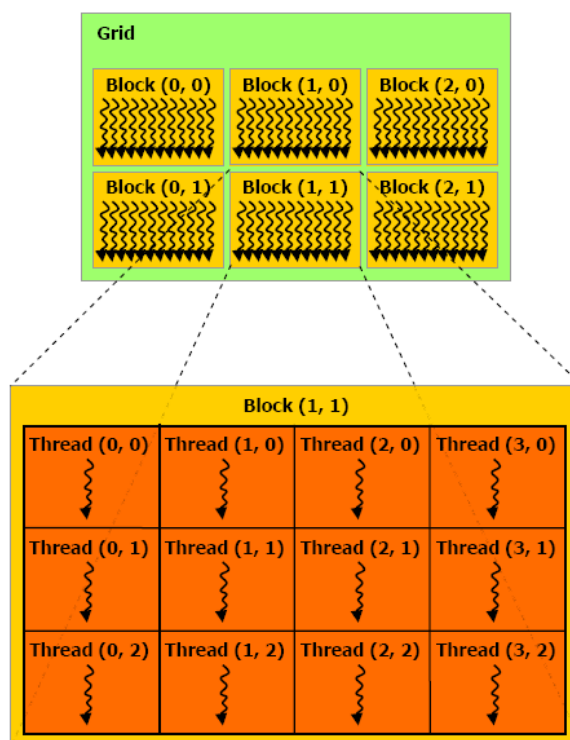 Grid
Block (0, 0) Block (1, 0) Block (2, 0)
Block (0, 1) Block (1, 1) Block (2, 1)
Block (1, 1)
Thread (0, 0) Thread (1, 0) Thread (2, 0) Thread (3, 0)
Thread (0, 1) Thread (1, 1) Thread (2, 1) Thread (3, 1)
Thread (0, 2) Thread (1, 2) Thread (2, 2) Thread (3, 2)